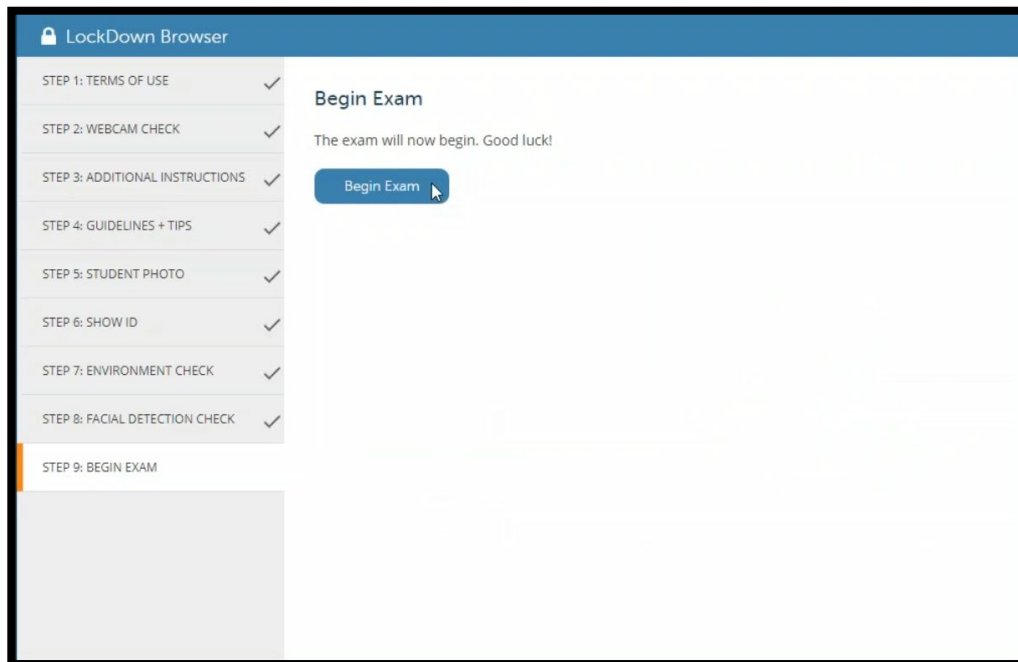 LockDown Browser
STEP 1: TERMS OF USE
STEP 2: WEBCAM CHECK
STEP 3: ADDITIONAL INSTRUCTIONS
STEP 4: GUIDELINES + TIPS
STEP 5: STUDENT PHOTO
STEP 6: SHOW ID
STEP 7: ENVIRONMENT CHECK
STEP 8: FACIAL DETECTION CHECK
STEP 9: BEGIN EXAM
Begin Exam
The exam will now begin. Good luck!
Begin Exam